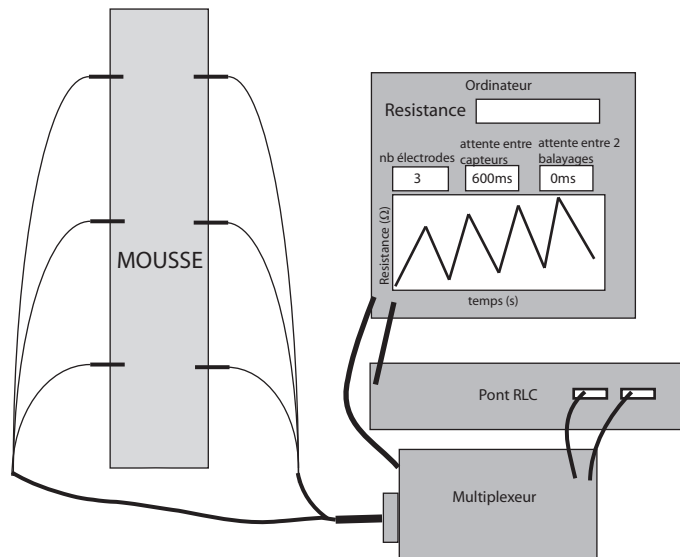 Ordinateur
Resistance
nb électrodes
attente entre
capteurs
attente entre 2
balayages
3
600ms
0ms
Resistance (Ω)
temps (s)
MOUSSE
Pont RLC
Multiplexeur